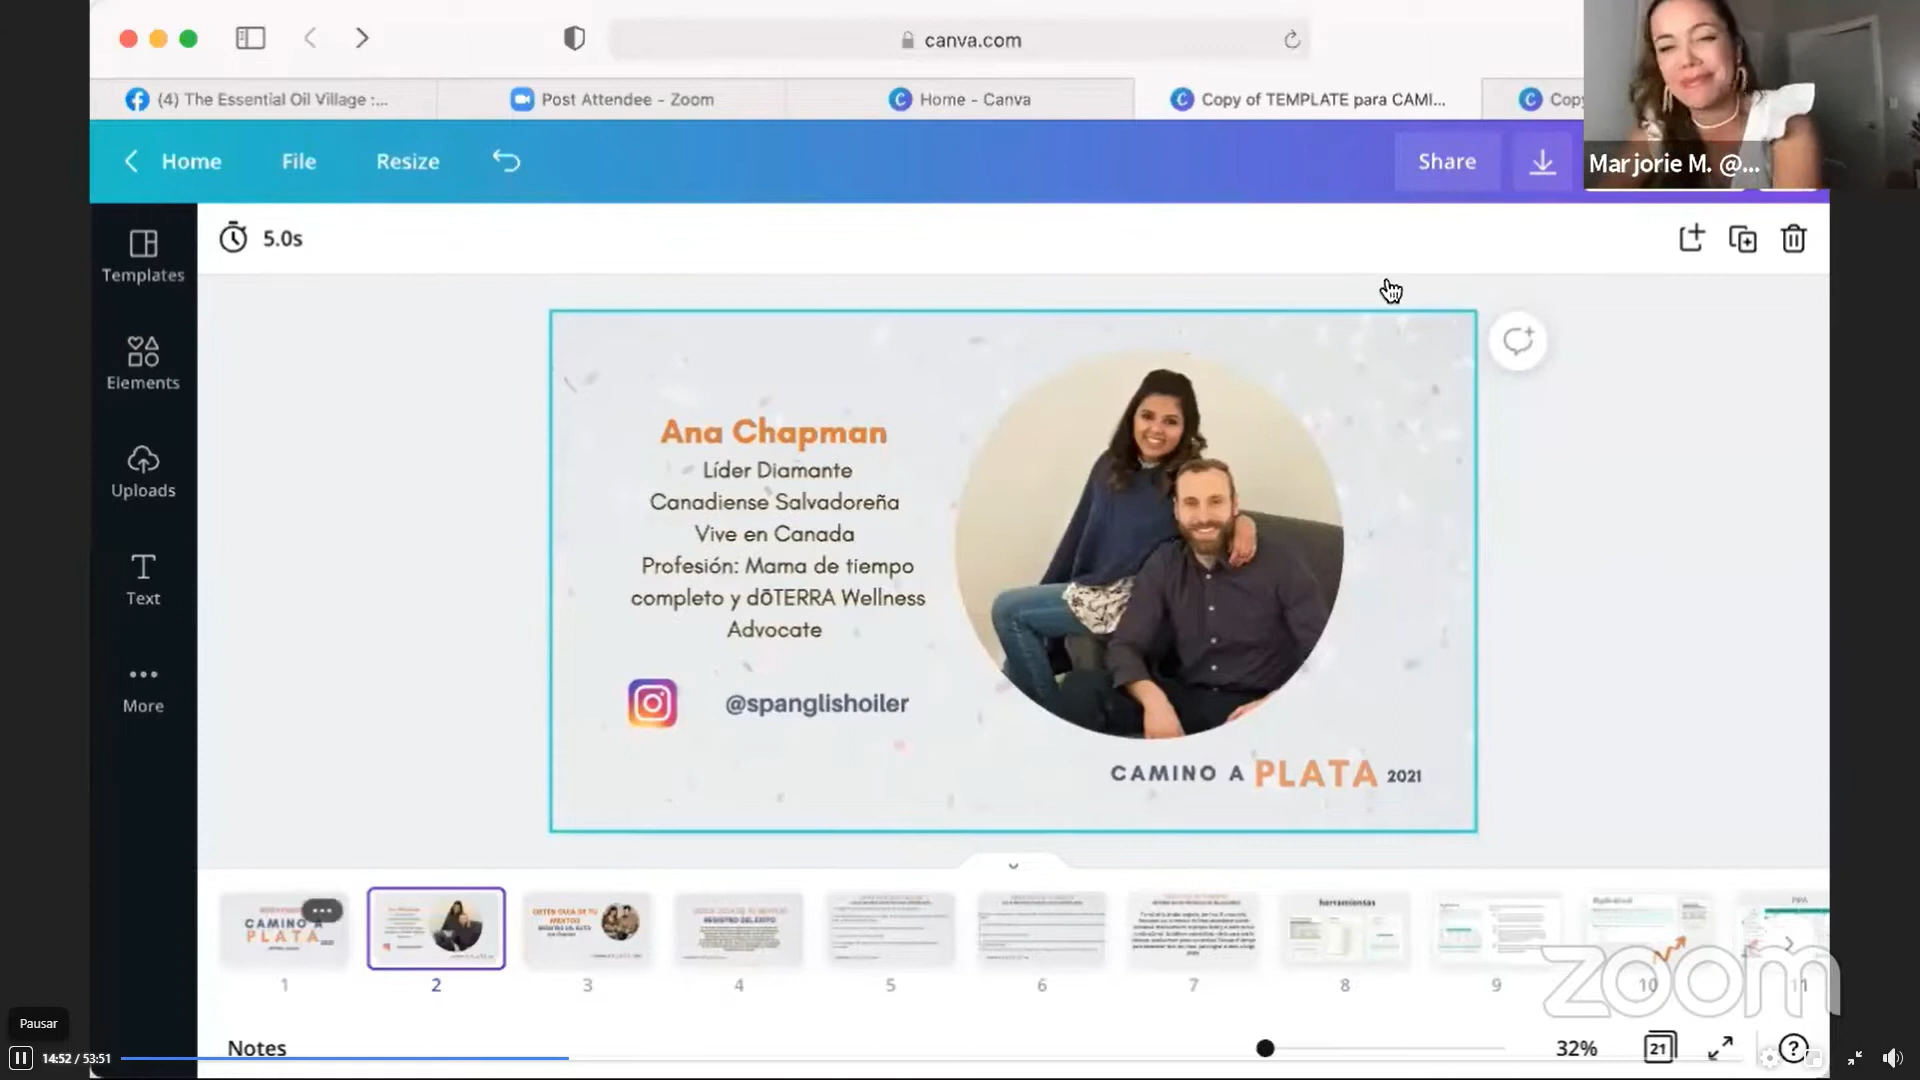 canva.com
(4) The Essential Oil Village :...
Post Attendee - Zoom
Home - Canva
Copy of TEMPLATE para CAMI...
Copy
Marjorie M. @...
Home
File
Resize
Share
5.0s
Templates
Elements
Uploads
Text
More
Ana Chapman
Líder Diamante
Canadiense Salvadoreña
Vive en Canada
Profesión: Mama de tiempo
completo y dōTERRA Wellness
Advocate
@spanglishoiler
CAMINO A PLATA 2021
CAMINO A
PLATA
herramientas
1
2
3
4
5
6
7
8
9
10
11
zoom
Pausar
14:52 / 53:51
Notes
32%
21